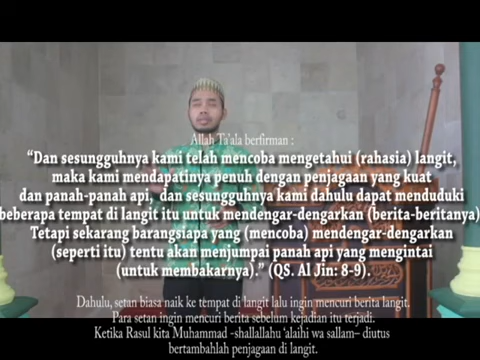 Allah Ta'ala berfirman :
“Dan sesungguhnya kami telah mencoba mengetahui (rahasia) langit,
maka kami mendapatinya penuh dengan penjagaan yang kuat
dan panah-panah api, dan sesungguhnya kami dahulu dapat menduduki
beberapa tempat di langit itu untuk mendengar-dengarkan (berita-beritanya)
Tetapi sekarang barangsiapa yang (mencoba) mendengar-dengarkan
(seperti itu) tentu akan menjumpai panah api yang mengintai
(untuk membakarnya).” (QS. Al Jin: 8-9).
Dahulu, setan biasa naik ke tempat di langit lalu ingin mencuri berita langit.
Para setan ingin mencuri berita sebelum kejadian itu terjadi.
Ketika Rasul kita Muhammad -shallallahu ‘alaihi wa sallam– diutus
bertambahlah penjagaan di langit.